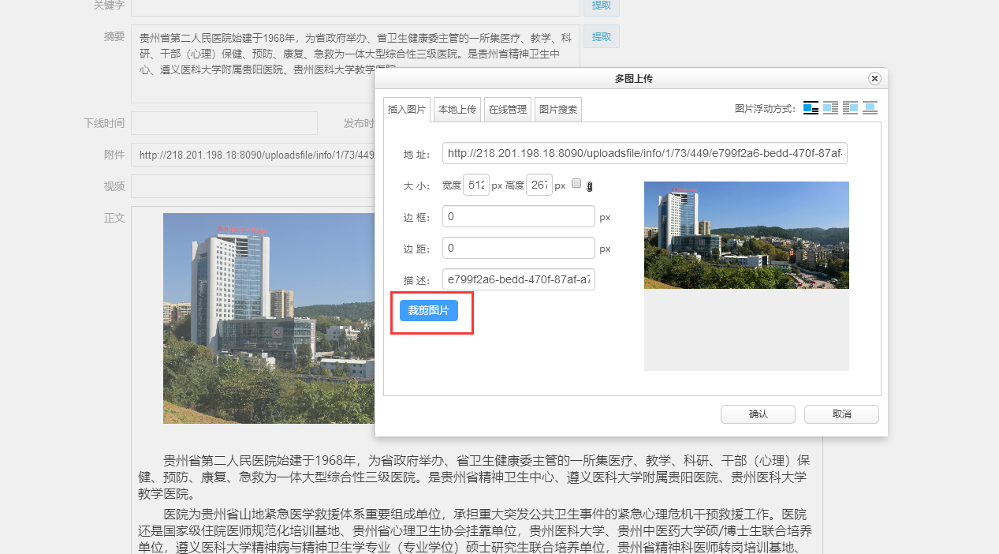 关键字
提取
摘要
贵州省第二人民医院始建于1968年，为省政府举办、省卫生健康委主管的一所集医疗、教学、科
研、干部（心理）保健、预防、康复、急救为一体大型综合性三级医院。是贵州省精神卫生中
心、遵义医科大学附属贵阳医院、贵州医科大学教学医院。
提取
下线时间
发布时
附件
http://218.201.198.18:8090/uploadsfile/info/1/73/449
视频
正文
多图上传
插入图片
本地上传
在线管理
图片搜索
图片浮动方式:
地 址:
http://218.201.198.18:8090/uploadsfile/info/1/73/449/e799f2a6-bedd-470f-87af-
大 小: 宽度 512 px 高度 267 px
边 框: 0 px
边 距: 0 px
描 述: e799f2a6-bedd-470f-87af-a7
裁剪图片
确认
取消
贵州省第二人民医院始建于1968年，为省政府举办、省卫生健康委主管的一所集医疗、教学、科研、干部（心理）保
健、预防、康复、急救为一体大型综合性三级医院。是贵州省精神卫生中心、遵义医科大学附属贵阳医院、贵州医科大学
教学医院。
医院为贵州省山地紧急医学救援体系重要组成单位，承担重大突发公共卫生事件的紧急心理危机干预救援工作。医院
还是国家级住院医师规范化培训基地、贵州省心理卫生协会挂靠单位，贵州医科大学、贵州中医药大学硕/博士生联合培养
单位，遵义医科大学精神病与精神卫生学专业（专业学位）硕士研究生联合培养单位，贵州省精神科医师转岗培训基地、